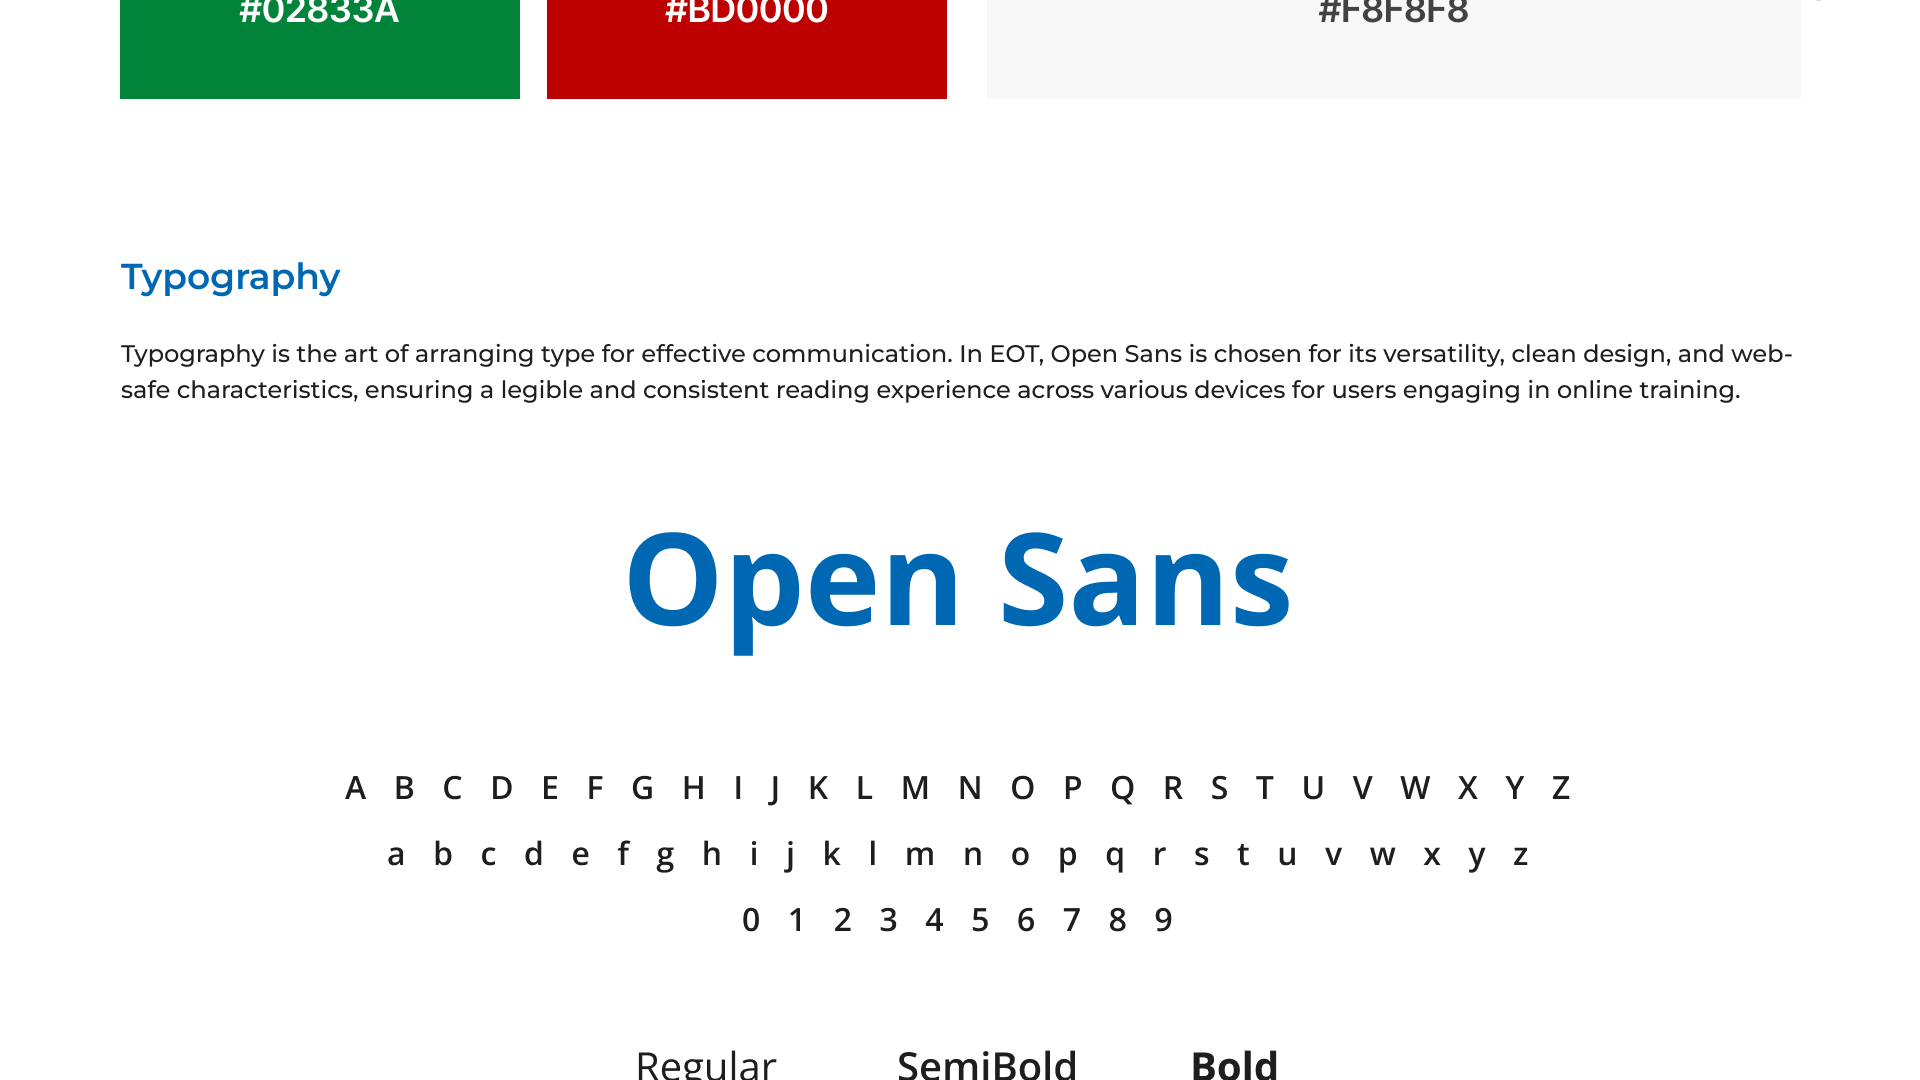 #02833A #BD0000 #F8F8F8
Typography
Typography is the art of arranging type for effective communication. In EOT, Open Sans is chosen for its versatility, clean design, and web-
safe characteristics, ensuring a legible and consistent reading experience across various devices for users engaging in online training.
Open Sans
A B C D E F G H I J K L M N O P Q R S T U V W X Y Z
a b c d e f g h i j k l m n o p q r s t u v w x y z
0 1 2 3 4 5 6 7 8 9
Regular SemiBold Bold